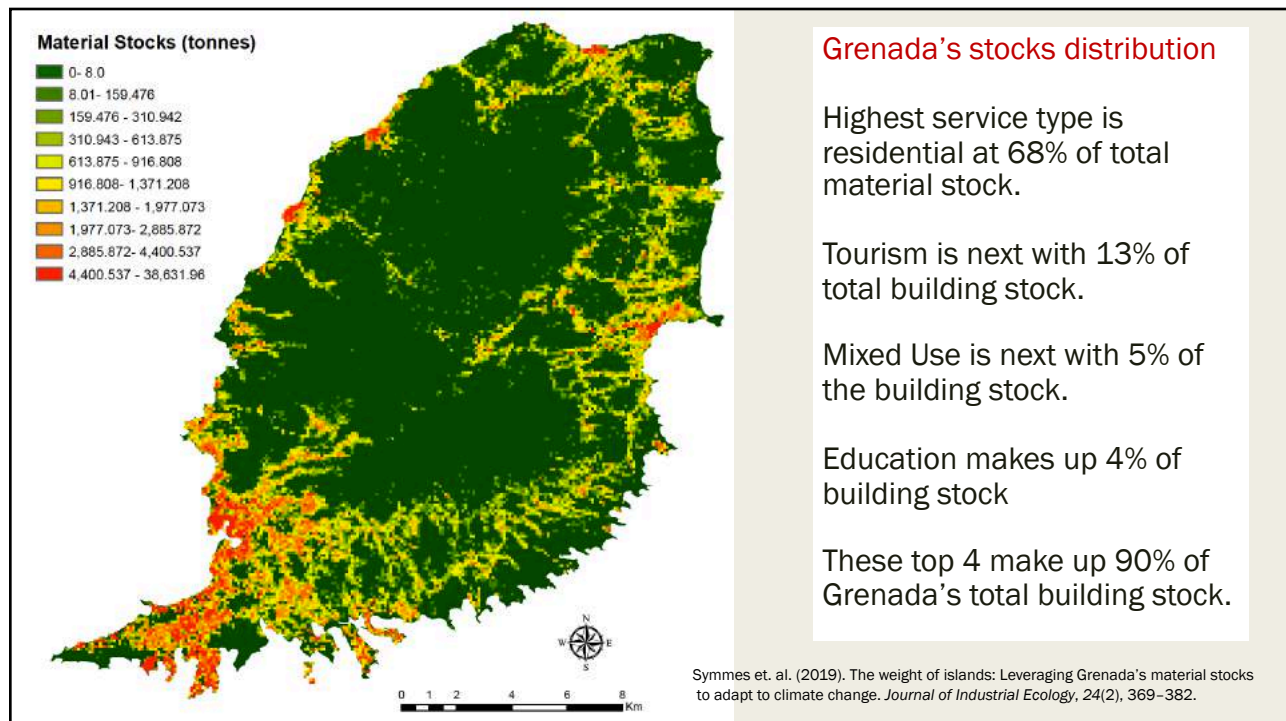 Material Stocks (tonnes)
0- 8.0
8.01- 159.476
159.476 - 310.942
310.943 - 613.875
613.875 - 916.808
916.808- 1,371.208
1,371.208 - 1,977.073
1,977.073- 2,885.872
2,885.872- 4,400.537
4,400.537 - 38,631.96
N
W E
S
0 1 2 4 6 8
Km
Grenada's stocks distribution
Highest service type is
residential at 68% of total
material stock.
Tourism is next with 13% of
total building stock.
Mixed Use is next with 5% of
the building stock.
Education makes up 4% of
building stock
These top 4 make up 90% of
Grenada's total building stock.
Symmes et. al. (2019). The weight of islands: Leveraging Grenada's material stocks
to adapt to climate change. Journal of Industrial Ecology, 24(2), 369–382.